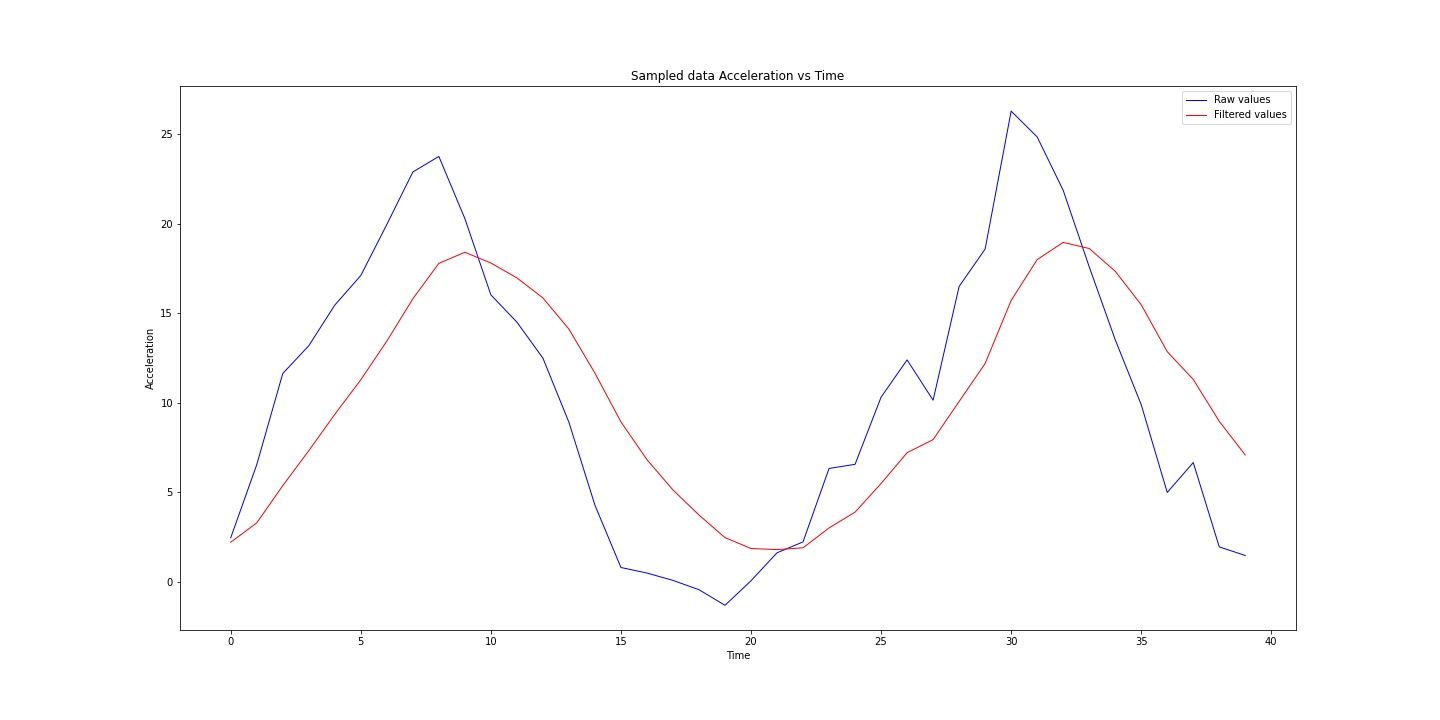 Sampled data Acceleration vs Time
Raw values
Filtered values
Acceleration
25
20
15
10
5
0
0 5 10 15 20 25 30 35 40
Time